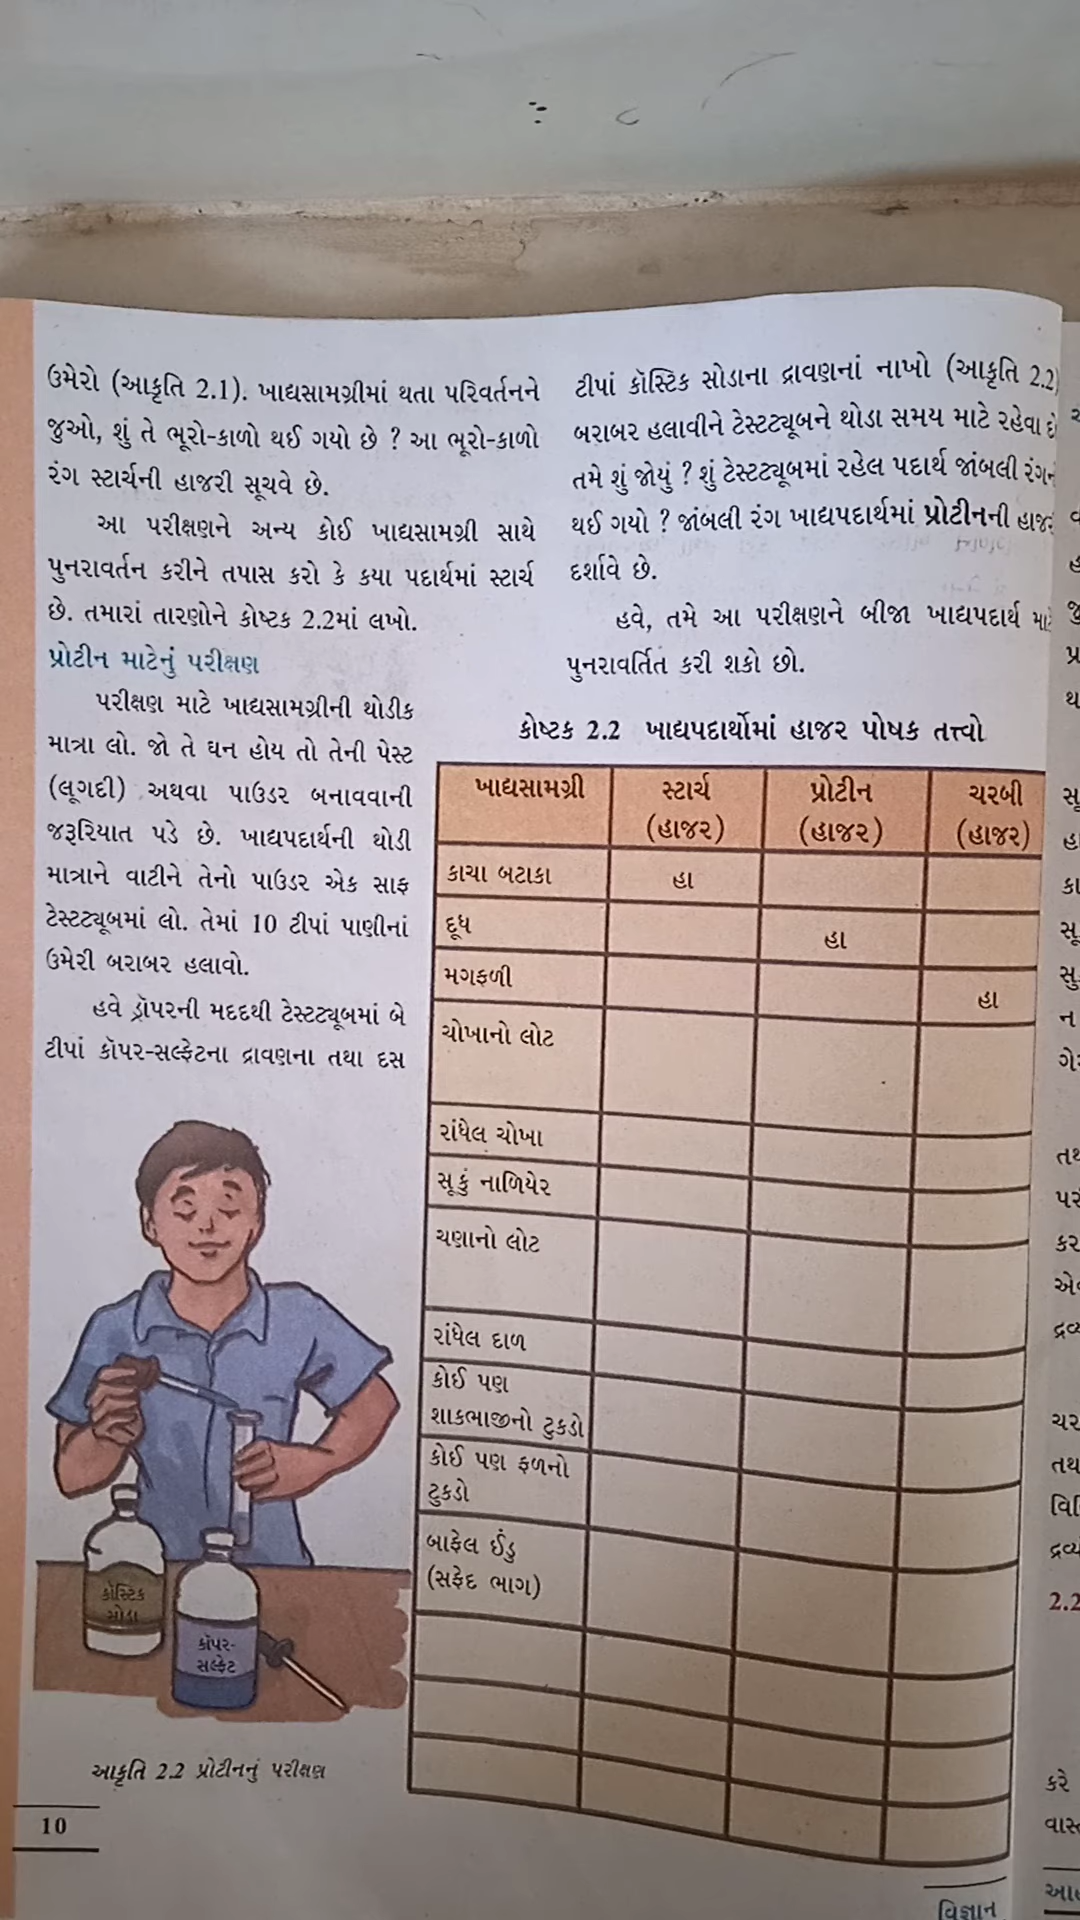 ઉમેરો (આકૃતિ 2.1). ખાદ્યસામગ્રીમાં થતા પરિવર્તનને
જુઓ, શું તે ભૂરો-કાળો થઈ ગયો છે ? આ ભૂરો-કાળો
રંગ સ્ટાર્ચની હાજરી સૂચવે છે.
આ પરીક્ષણને અન્ય કોઈ ખાદ્યસામગ્રી સાથે
પુનરાવર્તન કરીને તપાસ કરો કે કયા પદાર્થમાં સ્ટાર્ચ
છે. તમારાં તારણોને કોષ્ટક 2.2માં લખો.
પ્રોટીન માટેનું પરીક્ષણ
પરીક્ષણ માટે ખાદ્યસામગ્રીની થોડીક
માત્રા લો. જો તે ઘન હોય તો તેની પેસ્ટ
(લૂગદી) અથવા પાઉડર બનાવવાની
જરૂરિયાત પડે છે. ખાદ્યપદાર્થની થોડી
માત્રાને વાટીને તેનો પાઉડર એક સાફ
ટેસ્ટટ્યૂબમાં લો. તેમાં 10 ટીપાં પાણીનાં
ઉમેરી બરાબર હલાવો.
હવે ડ્રૉપરની મદદથી ટેસ્ટટ્યૂબમાં બે
ટીપાં કૉપર-સલ્ફેટના દ્રાવણના તથા દસ
ટીપાં કૉસ્ટિક સોડાના દ્રાવણનાં નાખો (આકૃતિ 2.2)
બરાબર હલાવીને ટેસ્ટટ્યૂબને થોડા સમય માટે રહેવા
તમે શું જોયું ? શું ટેસ્ટટ્યૂબમાં રહેલ પદાર્થ જાંબલી
થઈ ગયો ? જાંબલી રંગ ખાદ્યપદાર્થમાં પ્રોટીનની
દર્શાવે છે.
હવે, તમે આ પરીક્ષણને બીજા ખાદ્યપદાર્થ
પુનરાવર્તિત કરી શકો છો.
કોષ્ટક 2.2 ખાદ્યપદાર્થોમાં હાજર પોષક તત્ત્વો
ખાદ્યસામગ્રી સ્ટાર્ચ (હાજર) પ્રોટીન (હાજર) ચરબી (હાજર)
કાચા બટાકા હા
દૂધ હા
મગફળી હા
ચોખાનો લોટ
રાંધેલ ચોખા
સૂકું નાળિયેર
ચણાનો લોટ
રાંધેલ દાળ
કોઈ પણ
શાકભાજીનો ટુકડો
કોઈ પણ ફળનો
ટુકડો
બાફેલ ઈંડુ
(સફેદ ભાગ)
કૉસ્ટિક
સોડા
કૉપર-
સલ્ફેટ
આકૃતિ 2.2 પ્રોટીનનું પરીક્ષણ
10
વિજ્ઞાન
2.2